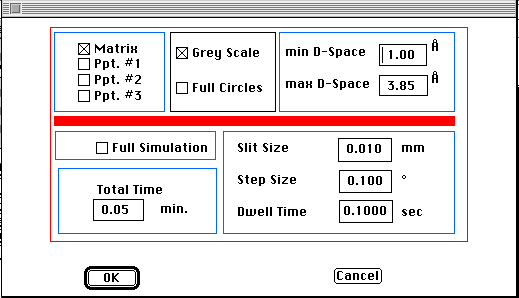 Matrix
Ppt. #1
Ppt. #2
Ppt. #3
Grey Scale
Full Circles
min D-Space 1.00 Å
max D-Space 3.85 Å
Full Simulation
Total Time
0.05 min.
Slit Size 0.010 mm
Step Size 0.100 °
Dwell Time 0.1000 sec
OK
Cancel